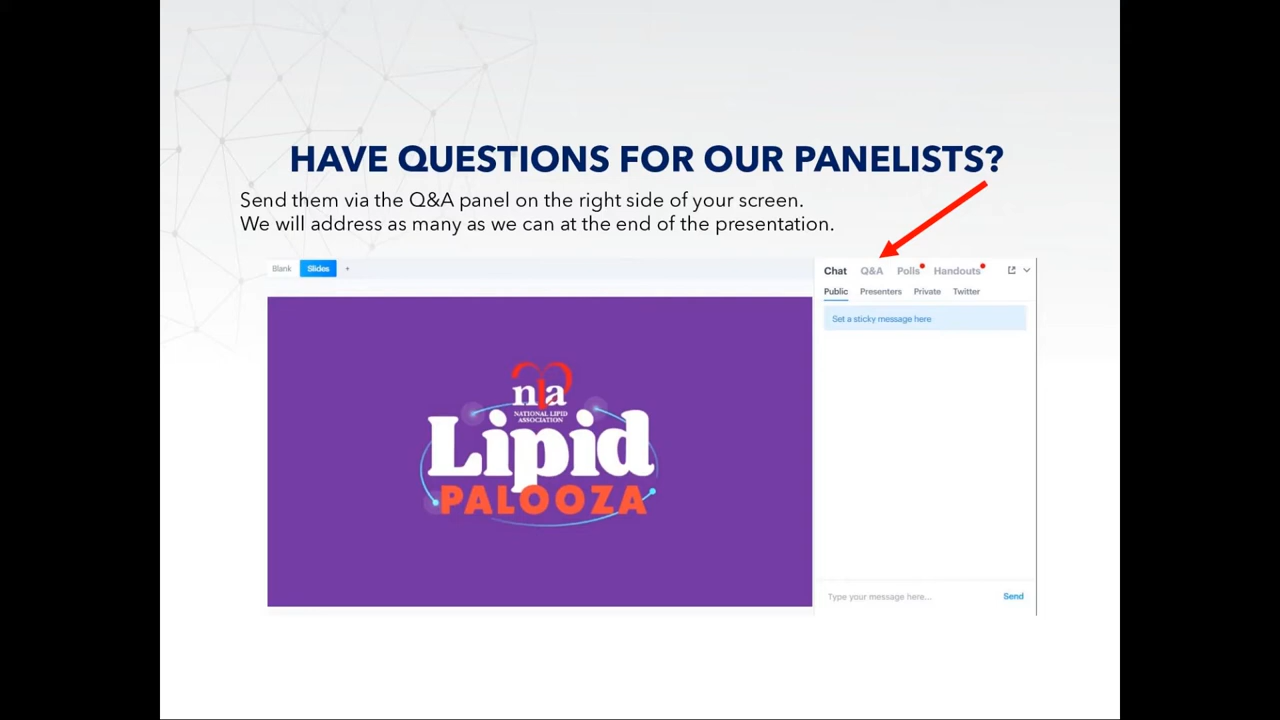 HAVE QUESTIONS FOR OUR PANELISTS?
Send them via the Q&A panel on the right side of your screen.
We will address as many as we can at the end of the presentation.
Blank Slides +
Chat Q&A Polls Handouts
Public Presenters Private Twitter
Set a sticky message here
nla
NATIONAL LIPID
ASSOCIATION
Lipid
PALOOZA
Type your message here... Send